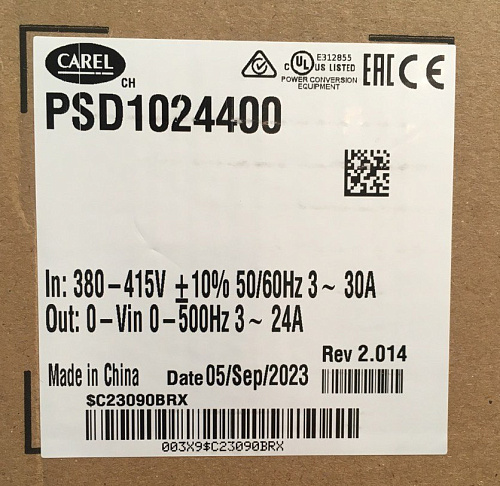 CAREL
CH
E312855
c UL US LISTED
POWER CONVERSION
EQUIPMENT
EAC CE
PSD1024400
In: 380-415V ±10% 50/60Hz 3~ 30A
Out: 0-Vin 0-500Hz 3~ 24A
Rev 2.014
Made in China Date 05/Sep/2023
$C23090BRX
003X9$C23090BRX